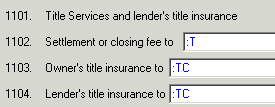 1101. Title Services and lender's title insurance
1102. Settlement or closing fee to :T
1103. Owner's title insurance to :TC
1104. Lender's title insurance to :TC